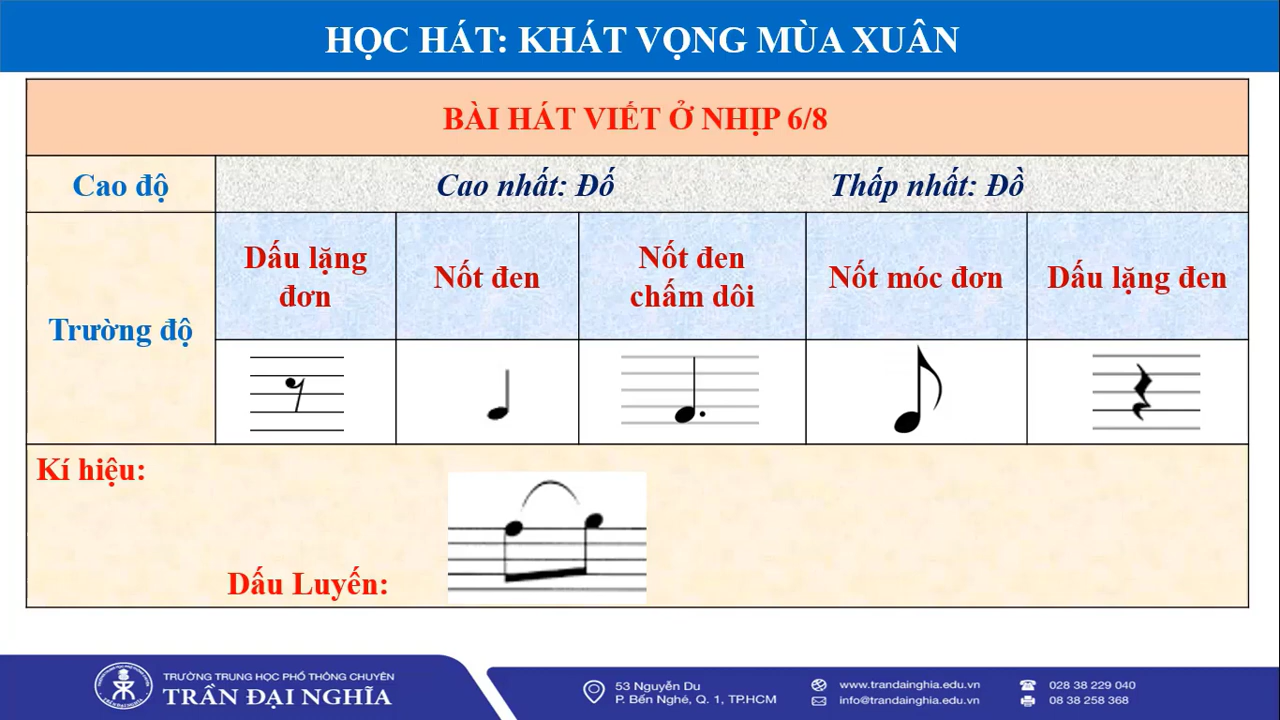 HỌC HÁT: KHÁT VỌNG MÙA XUÂN
BÀI HÁT VIẾT Ở NHỊP 6/8
Cao độ
Cao nhất: Đố
Thấp nhất: Đồ
Trường độ
Dấu lặng
đơn
Nốt đen
Nốt đen
chấm dôi
Nốt móc đơn
Dấu lặng đen
Kí hiệu:
Dấu Luyến:
TRƯỜNG TRUNG HỌC PHỔ THÔNG CHUYÊN
TRẦN ĐẠI NGHĨA
53 Nguyễn Du
P. Bến Nghé, Q. 1, TP.HCM
www.trandainghia.edu.vn
info@trandainghia.edu.vn
028 38 229 040
08 38 258 368